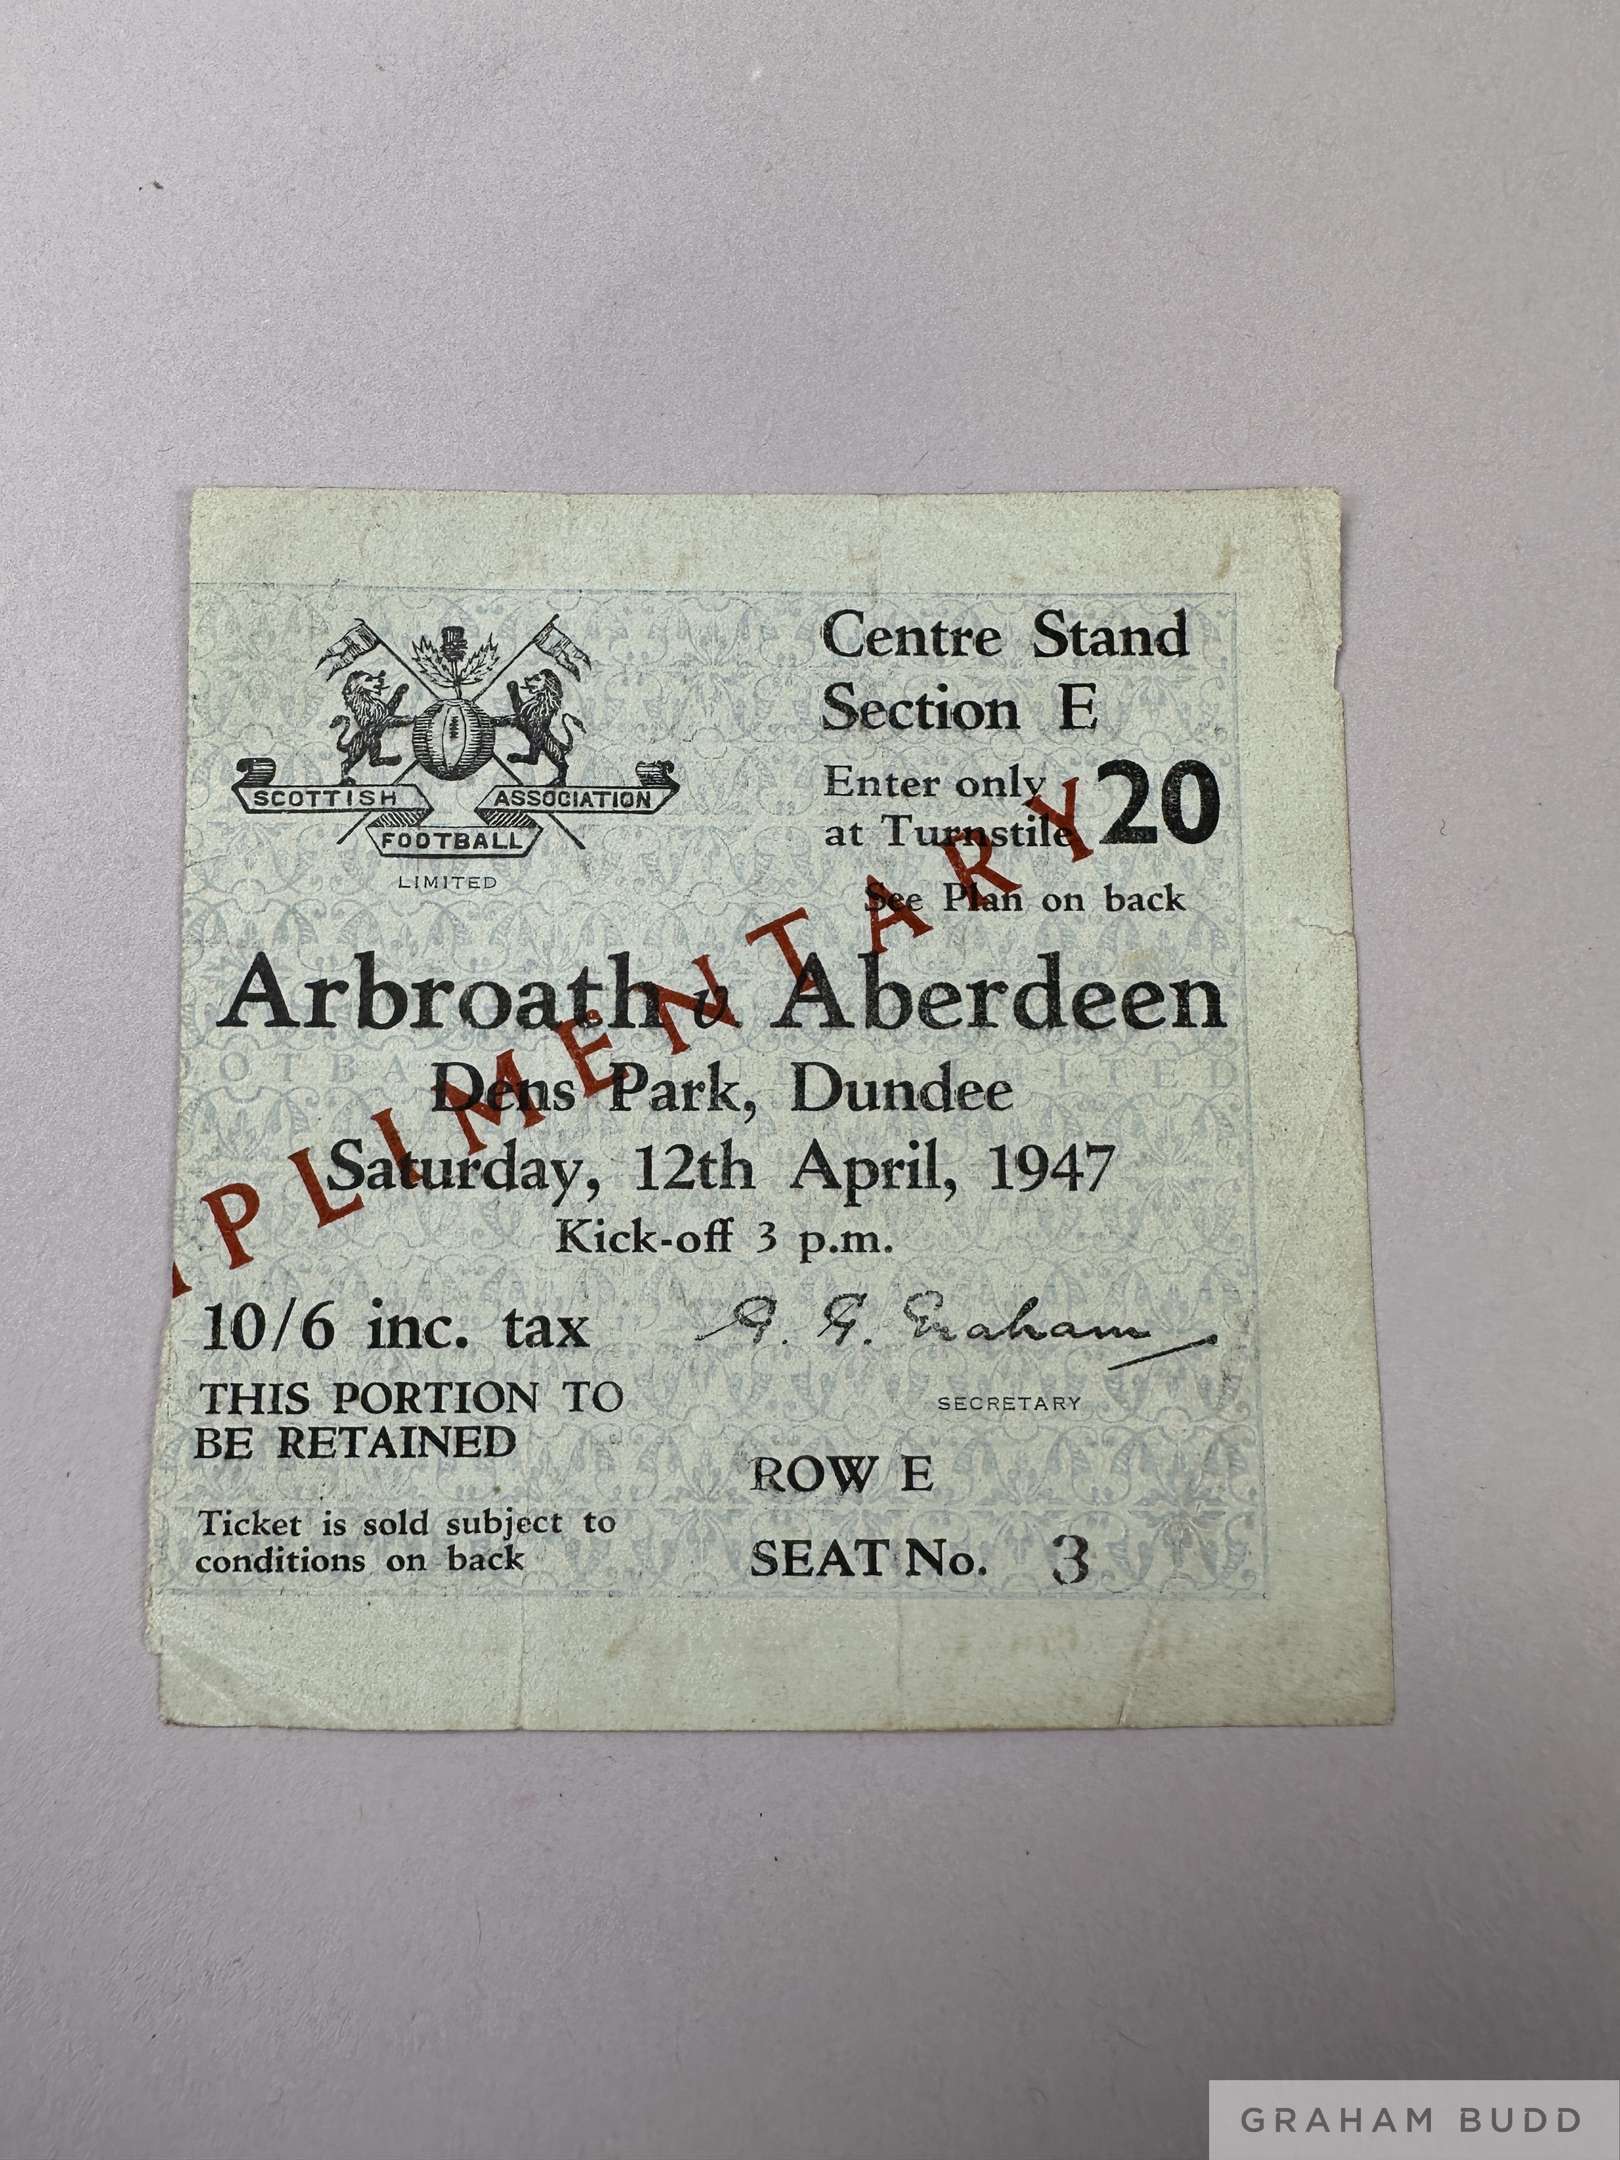 SCOTTISH FOOTBALL ASSOCIATION
LIMITED
Centre Stand
Section E
Enter only
at Turnstile 20
See Plan on back
Arbroath v. Aberdeen
Dens Park, Dundee
Saturday, 12th April, 1947
Kick-off 3 p.m.
PLIMENTARY
10/6 inc. tax
G. G. Graham
SECRETARY
THIS PORTION TO
BE RETAINED
Ticket is sold subject to
conditions on back
ROW E
SEAT No. 3
GRAHAM BUDD